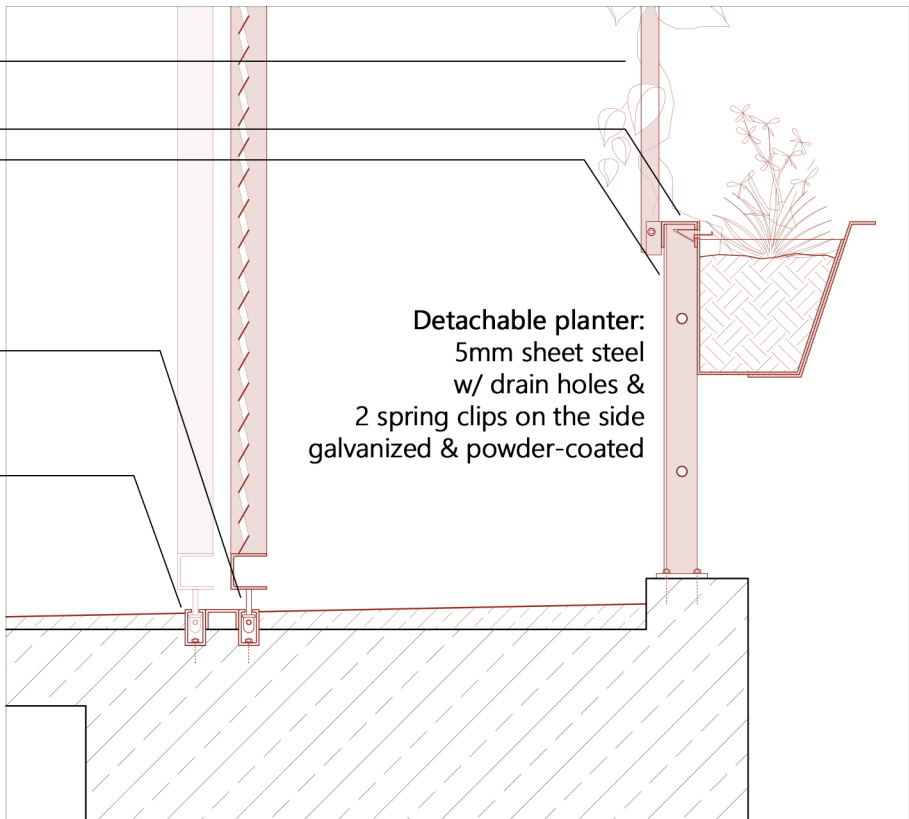 Detachable planter:
5mm sheet steel
w/ drain holes &
2 spring clips on the side
galvanized & powder-coated